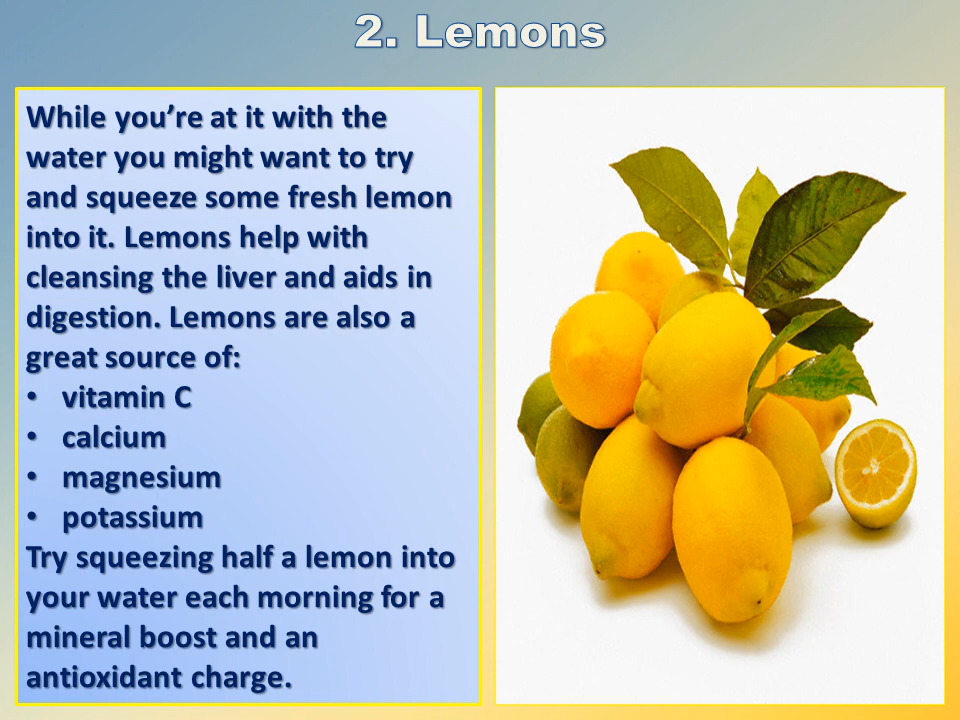 2. Lemons
While you’re at it with the
water you might want to try
and squeeze some fresh lemon
into it. Lemons help with
cleansing the liver and aids in
digestion. Lemons are also a
great source of:
• vitamin C
• calcium
• magnesium
• potassium
Try squeezing half a lemon into
your water each morning for a
mineral boost and an
antioxidant charge.